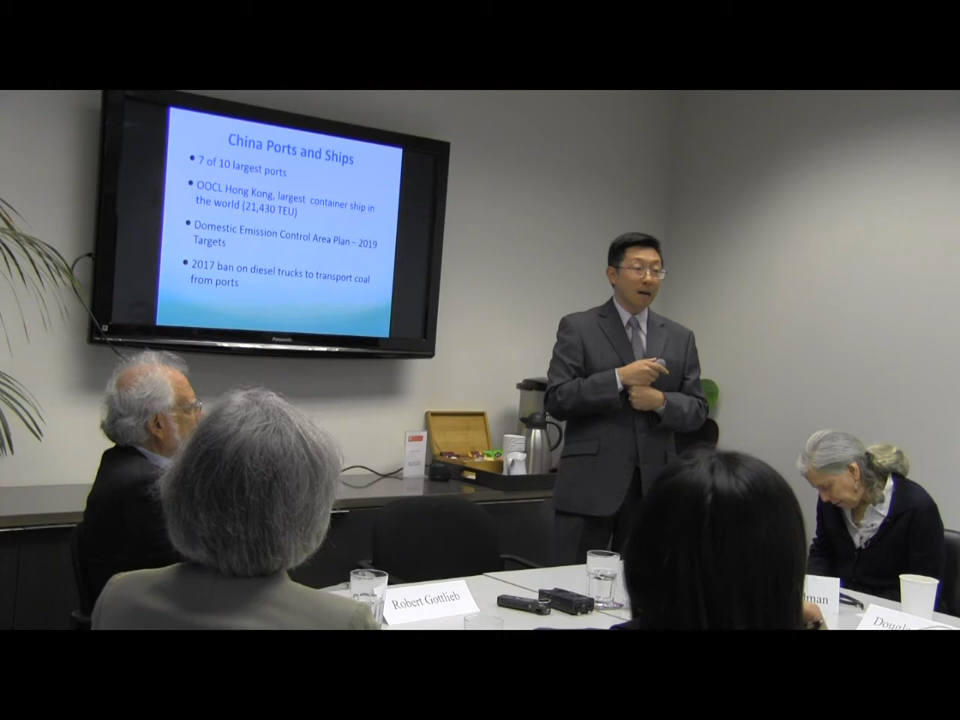 China Ports and Ships
• 7 of 10 largest ports
• OOCL Hong Kong, largest container ship in
the world (21,430 TEU)
• Domestic Emission Control Area Plan – 2019
Targets
• 2017 ban on diesel trucks to transport coal
from ports
Panasonic
Robert Gottlieb